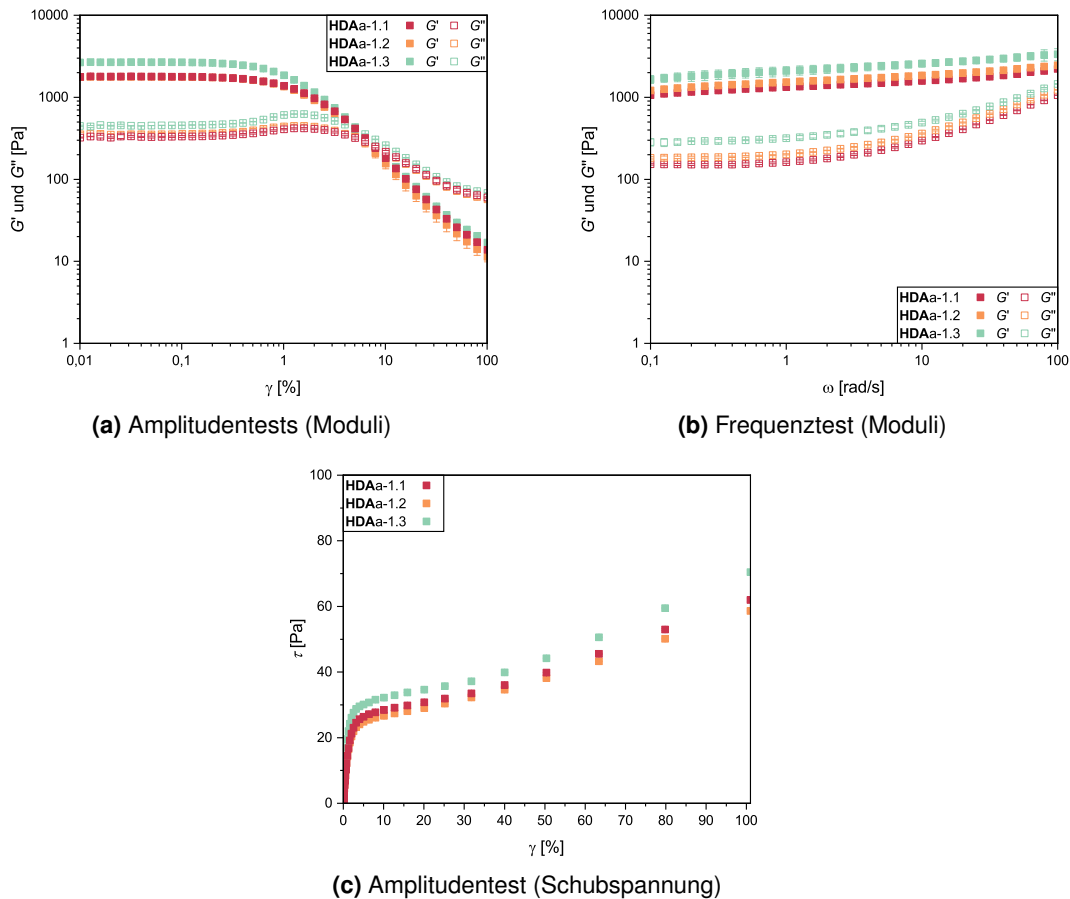 10000
1000
100
10
1
G' und G'' [Pa]
HDAa-1.1 G' G''
HDAa-1.2 G' G''
HDAa-1.3 G' G''
0,01 0,1 1 10 100
γ [%]
(a) Amplitudentests (Moduli)
10000
1000
100
10
1
G' und G'' [Pa]
HDAa-1.1 G' G''
HDAa-1.2 G' G''
HDAa-1.3 G' G''
0,1 1 10 100
ω [rad/s]
(b) Frequenztest (Moduli)
100
80
60
40
20
0
τ [Pa]
HDAa-1.1
HDAa-1.2
HDAa-1.3
0 10 20 30 40 50 60 70 80 90 100
γ [%]
(c) Amplitudentest (Schubspannung)